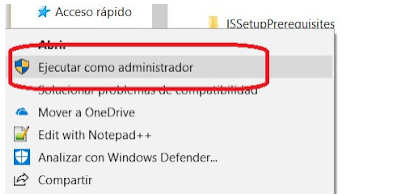 Acceso rápido
ISSetupPrerequisites
Abrir
Ejecutar como administrador
Solucionar problemas de compatibilidad
Mover a OneDrive
Edit with Notepad++
Analizar con Windows Defender...
Compartir